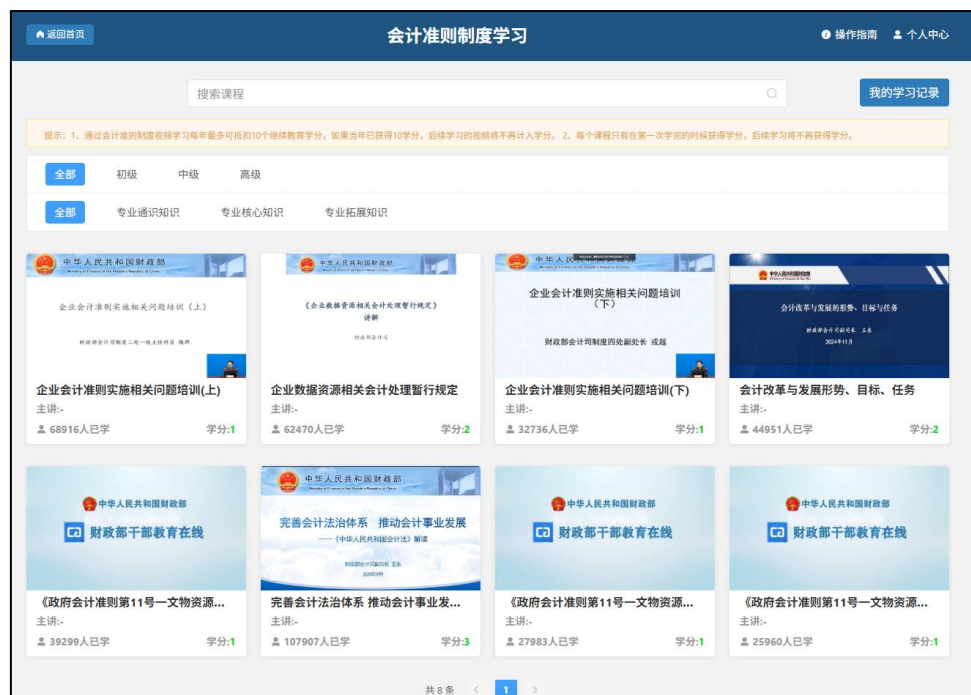 返回首页
会计准则制度学习
操作指南
个人中心
搜索课程
我的学习记录
提示：1、通过会计准则制度视频学习每年最多可抵扣10个继续教育学分，如果当年已获得10学分，后续学习的视频将不再计入学分。 2、每个课程只有在第一次学完的时候获得学分，后续学习将不再获得学分。
全部 初级 中级 高级
全部 专业通识知识 专业核心知识 专业拓展知识
中华人民共和国财政部
Ministry of Finance of the People's Republic of China
企业会计准则实施相关问题培训（上）
企业会计准则实施相关问题培训(上)
主讲:-
68916人已学 学分:1
中华人民共和国财政部
《企业数据资源相关会计处理暂行规定》
讲解
财政部会计司
企业数据资源相关会计处理暂行规定
主讲:-
62470人已学 学分:2
企业会计准则实施相关问题培训
（下）
财政部会计司制度四处副处长 戎越
企业会计准则实施相关问题培训(下)
主讲:-
32736人已学 学分:1
会计改革与发展的形势、目标与任务
2024年11月
会计改革与发展形势、目标、任务
主讲:-
44951人已学 学分:2
中华人民共和国财政部
财政部干部教育在线
《政府会计准则第11号—文物资源...
主讲:-
39299人已学 学分:1
中华人民共和国财政部
Ministry of Finance of the People's Republic of China
完善会计法治体系 推动会计事业发展
——《中华人民共和国会计法》解读
完善会计法治体系 推动会计事业发...
主讲:-
107907人已学 学分:3
中华人民共和国财政部
财政部干部教育在线
《政府会计准则第11号—文物资源...
主讲:-
27983人已学 学分:1
中华人民共和国财政部
财政部干部教育在线
《政府会计准则第11号—文物资源...
主讲:-
25960人已学 学分:1
共 8 条 < 1 >